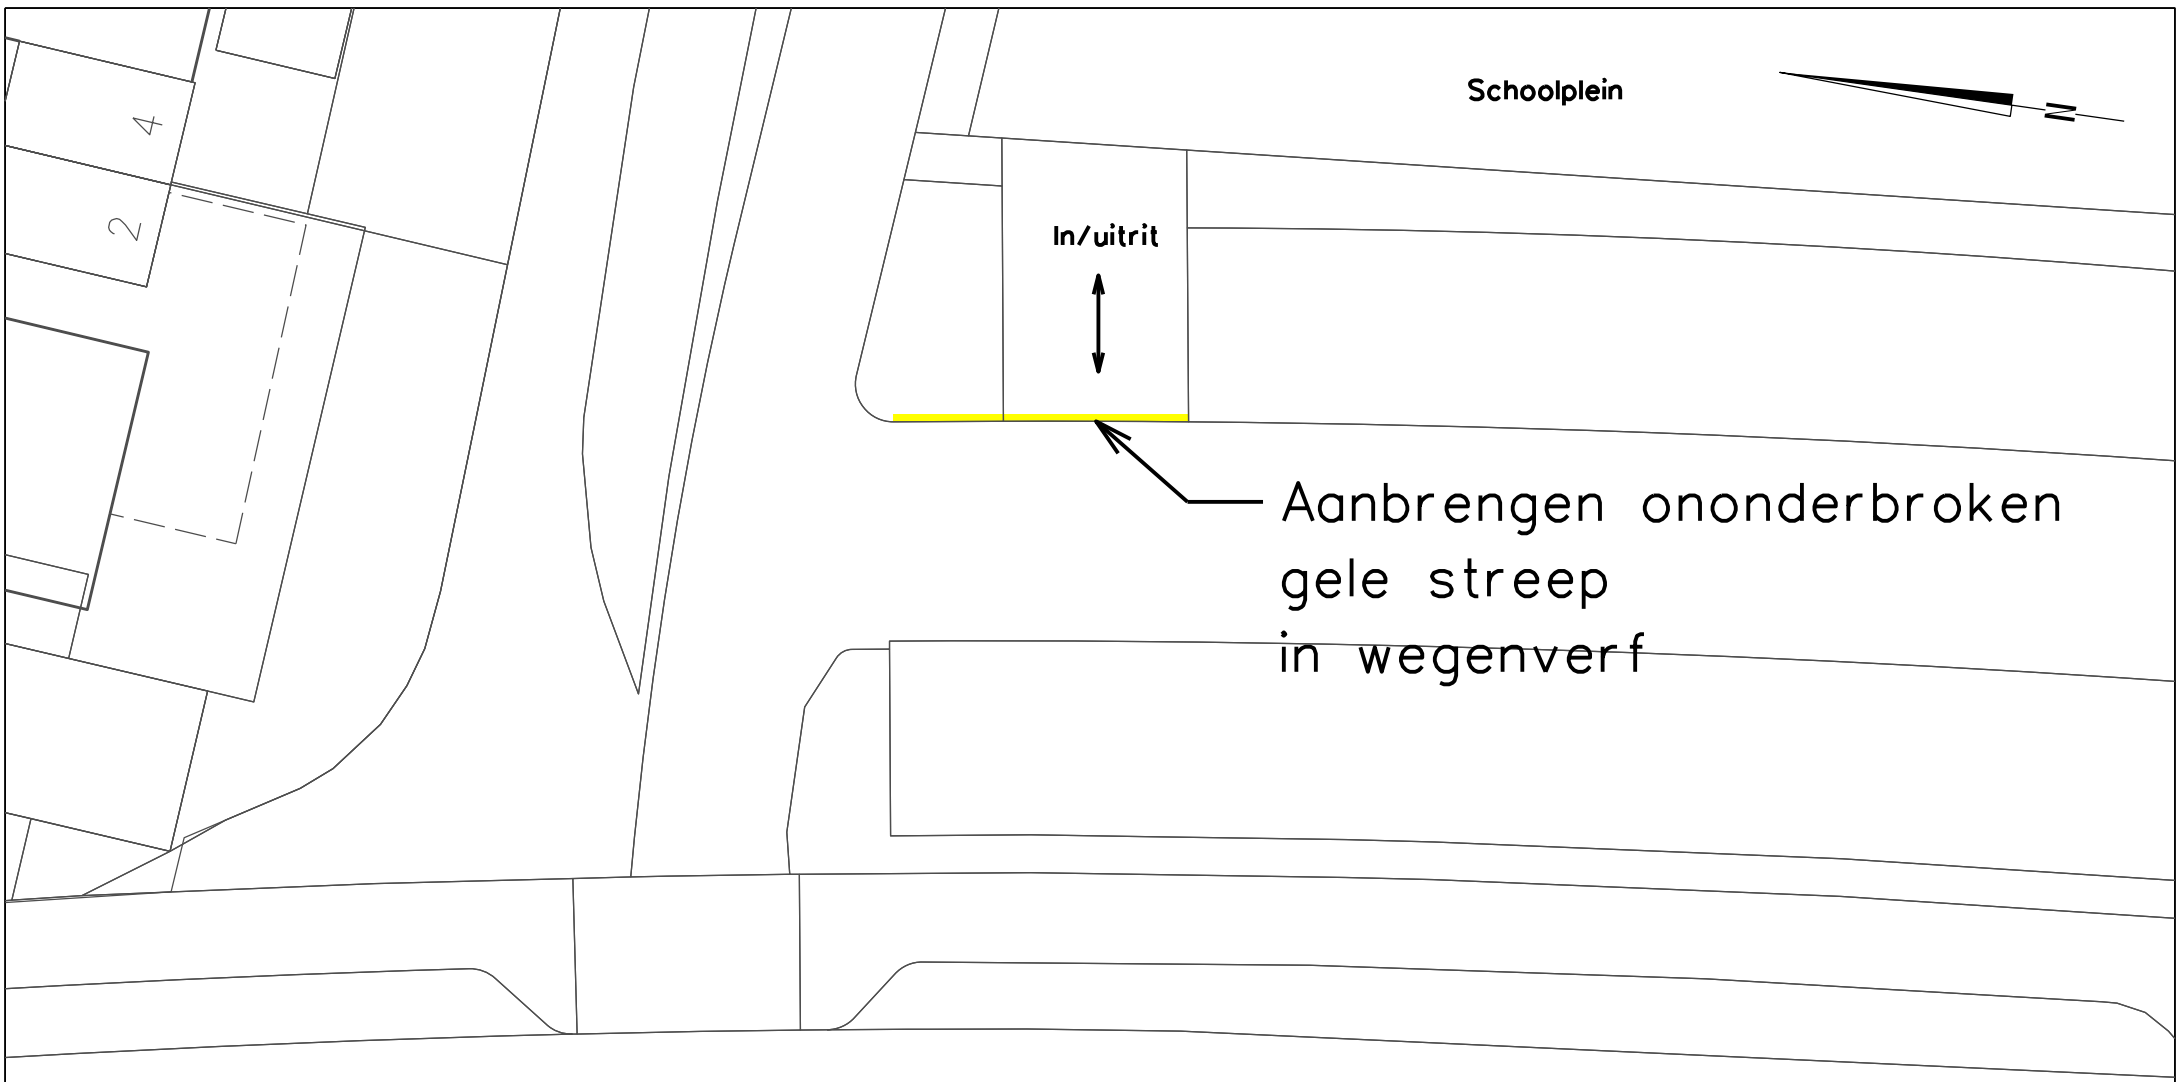 Schoolplein
N
4
2
In/uitrit
Aanbrengen ononderbroken
gele streep
in wegenverf